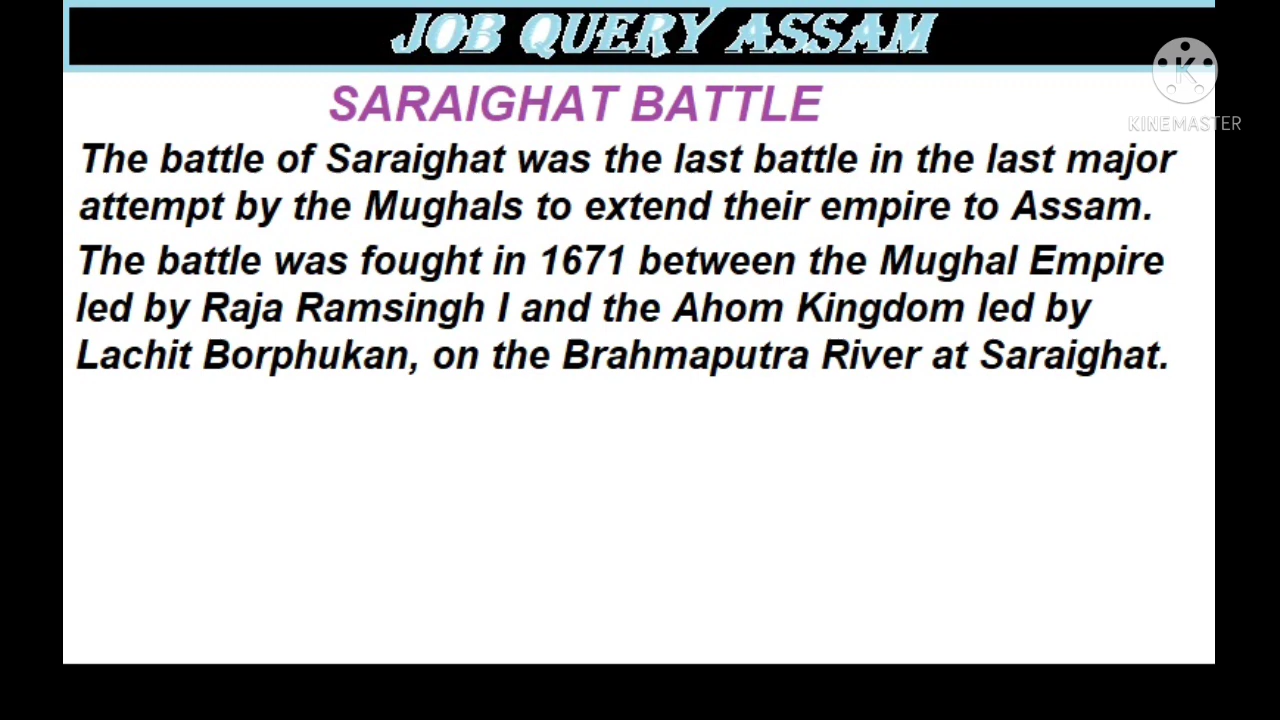 JOB QUERY ASSAM
K
KINEMASTER
SARAIGHAT BATTLE
The battle of Saraighat was the last battle in the last major
attempt by the Mughals to extend their empire to Assam.
The battle was fought in 1671 between the Mughal Empire
led by Raja Ramsingh I and the Ahom Kingdom led by
Lachit Borphukan, on the Brahmaputra River at Saraighat.